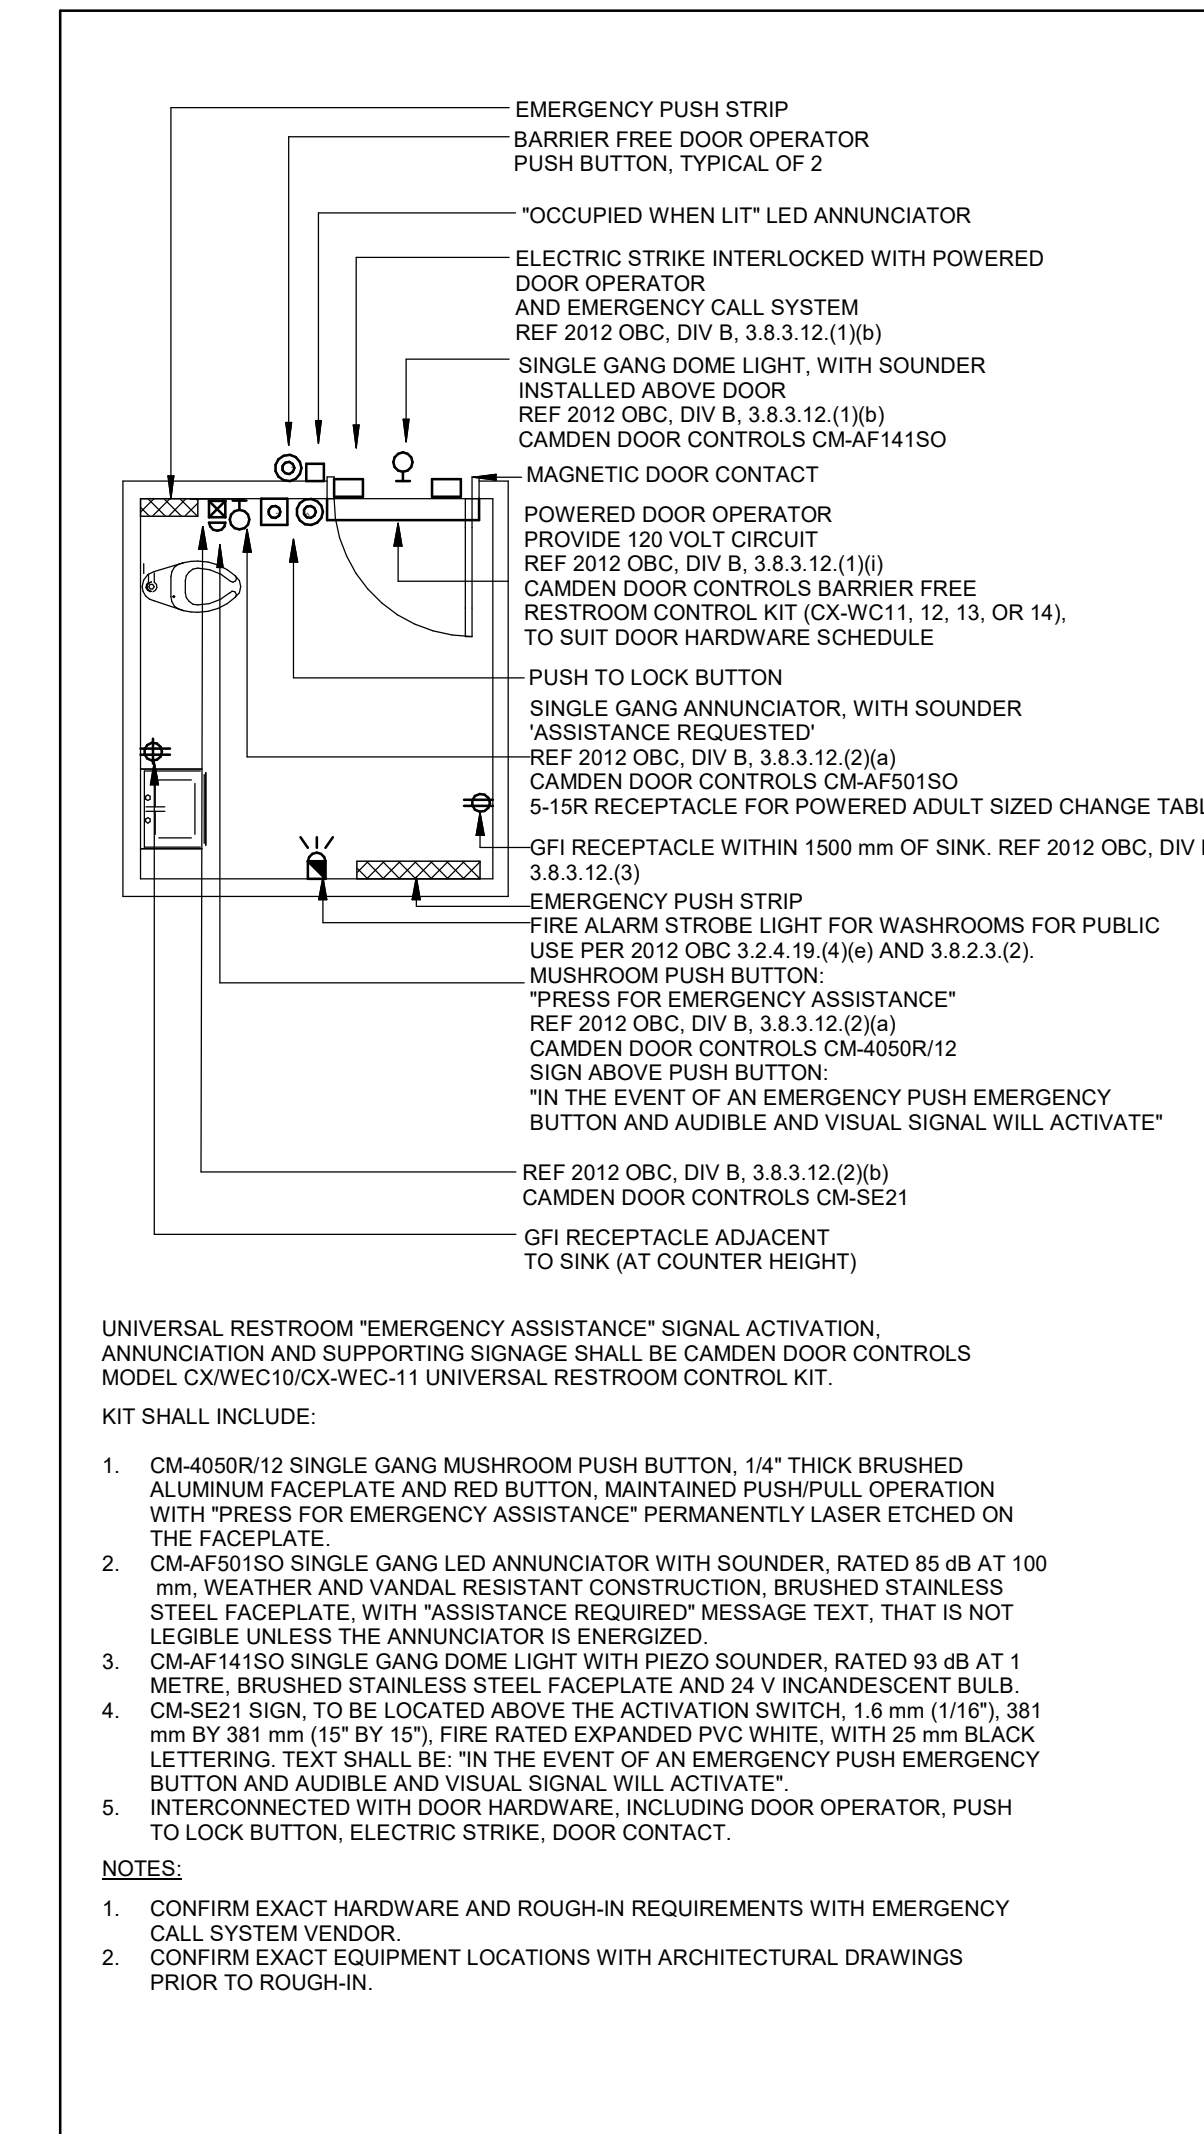 EMERGENCY PUSH STRIP
BARRIER FREE DOOR OPERATOR
PUSH BUTTON, TYPICAL OF 2
"OCCUPIED WHEN LIT" LED ANNUNCIATOR
ELECTRIC STRIKE INTERLOCKED WITH POWERED
DOOR OPERATOR
AND EMERGENCY CALL SYSTEM
REF 2012 OBC, DIV B, 3.8.3.12.(1)(b)
SINGLE GANG DOME LIGHT, WITH SOUNDER
INSTALLED ABOVE DOOR
REF 2012 OBC, DIV B, 3.8.3.12.(1)(b)
CAMDEN DOOR CONTROLS CM-AF141SO
MAGNETIC DOOR CONTACT
POWERED DOOR OPERATOR
PROVIDE 120 VOLT CIRCUIT
REF 2012 OBC, DIV B, 3.8.3.12.(1)(i)
CAMDEN DOOR CONTROLS BARRIER FREE
RESTROOM CONTROL KIT (CX-WC11, 12, 13, OR 14),
TO SUIT DOOR HARDWARE SCHEDULE
PUSH TO LOCK BUTTON
SINGLE GANG ANNUNCIATOR, WITH SOUNDER
'ASSISTANCE REQUESTED'
REF 2012 OBC, DIV B, 3.8.3.12.(2)(a)
CAMDEN DOOR CONTROLS CM-AF501SO
5-15R RECEPTACLE FOR POWERED ADULT SIZED CHANGE
GFI RECEPTACLE WITHIN 1500 mm OF SINK. REF 2012 OBC, DIV
3.8.3.12.(3)
EMERGENCY PUSH STRIP
FIRE ALARM STROBE LIGHT FOR WASHROOMS FOR PUBLIC
USE PER 2012 OBC 3.2.4.19.(4)(e) AND 3.8.2.3.(2).
MUSHROOM PUSH BUTTON:
"PRESS FOR EMERGENCY ASSISTANCE"
REF 2012 OBC, DIV B, 3.8.3.12.(2)(a)
CAMDEN DOOR CONTROLS CM-4050R/12
SIGN ABOVE PUSH BUTTON:
"IN THE EVENT OF AN EMERGENCY PUSH EMERGENCY
BUTTON AND AUDIBLE AND VISUAL SIGNAL WILL ACTIVATE"
REF 2012 OBC, DIV B, 3.8.3.12.(2)(b)
CAMDEN DOOR CONTROLS CM-SE21
GFI RECEPTACLE ADJACENT
TO SINK (AT COUNTER HEIGHT)
UNIVERSAL RESTROOM "EMERGENCY ASSISTANCE" SIGNAL ACTIVATION,
ANNUNCIATION AND SUPPORTING SIGNAGE SHALL BE CAMDEN DOOR CONTROLS
MODEL CX/WEC10/CX-WEC-11 UNIVERSAL RESTROOM CONTROL KIT.
KIT SHALL INCLUDE:
1. CM-4050R/12 SINGLE GANG MUSHROOM PUSH BUTTON, 1/4" THICK BRUSHED
ALUMINUM FACEPLATE AND RED BUTTON, MAINTAINED PUSH/PULL OPERATION
WITH "PRESS FOR EMERGENCY ASSISTANCE" PERMANENTLY LASER ETCHED ON
THE FACEPLATE.
2. CM-AF501SO SINGLE GANG LED ANNUNCIATOR WITH SOUNDER, RATED 85 dB AT 100
mm, WEATHER AND VANDAL RESISTANT CONSTRUCTION, BRUSHED STAINLESS
STEEL FACEPLATE, WITH "ASSISTANCE REQUIRED" MESSAGE TEXT, THAT IS NOT
LEGIBLE UNLESS THE ANNUNCIATOR IS ENERGIZED.
3. CM-AF141SO SINGLE GANG DOME LIGHT WITH PIEZO SOUNDER, RATED 93 dB AT 1
METRE, BRUSHED STAINLESS STEEL FACEPLATE AND 24 V INCANDESCENT BULB.
4. CM-SE21 SIGN, TO BE LOCATED ABOVE THE ACTIVATION SWITCH, 1.6 mm (1/16"), 381
mm BY 381 mm (15" BY 15"), FIRE RATED EXPANDED PVC WHITE, WITH 25 mm BLACK
LETTERING. TEXT SHALL BE: "IN THE EVENT OF AN EMERGENCY PUSH EMERGENCY
BUTTON AND AUDIBLE AND VISUAL SIGNAL WILL ACTIVATE".
5. INTERCONNECTED WITH DOOR HARDWARE, INCLUDING DOOR OPERATOR, PUSH
TO LOCK BUTTON, ELECTRIC STRIKE, DOOR CONTACT.
NOTES:
1. CONFIRM EXACT HARDWARE AND ROUGH-IN REQUIREMENTS WITH EMERGENCY
CALL SYSTEM VENDOR.
2. CONFIRM EXACT EQUIPMENT LOCATIONS WITH ARCHITECTURAL DRAWINGS
PRIOR TO ROUGH-IN.